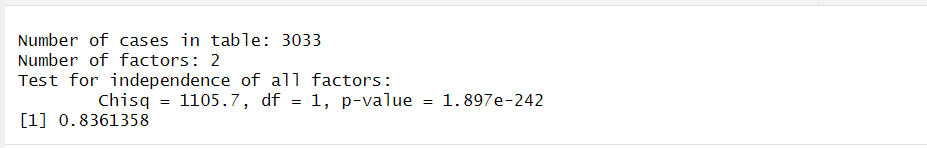 Number of cases in table: 3033
Number of factors: 2
Test for independence of all factors:
Chisq = 1105.7, df = 1, p-value = 1.897e-242
[1] 0.8361358